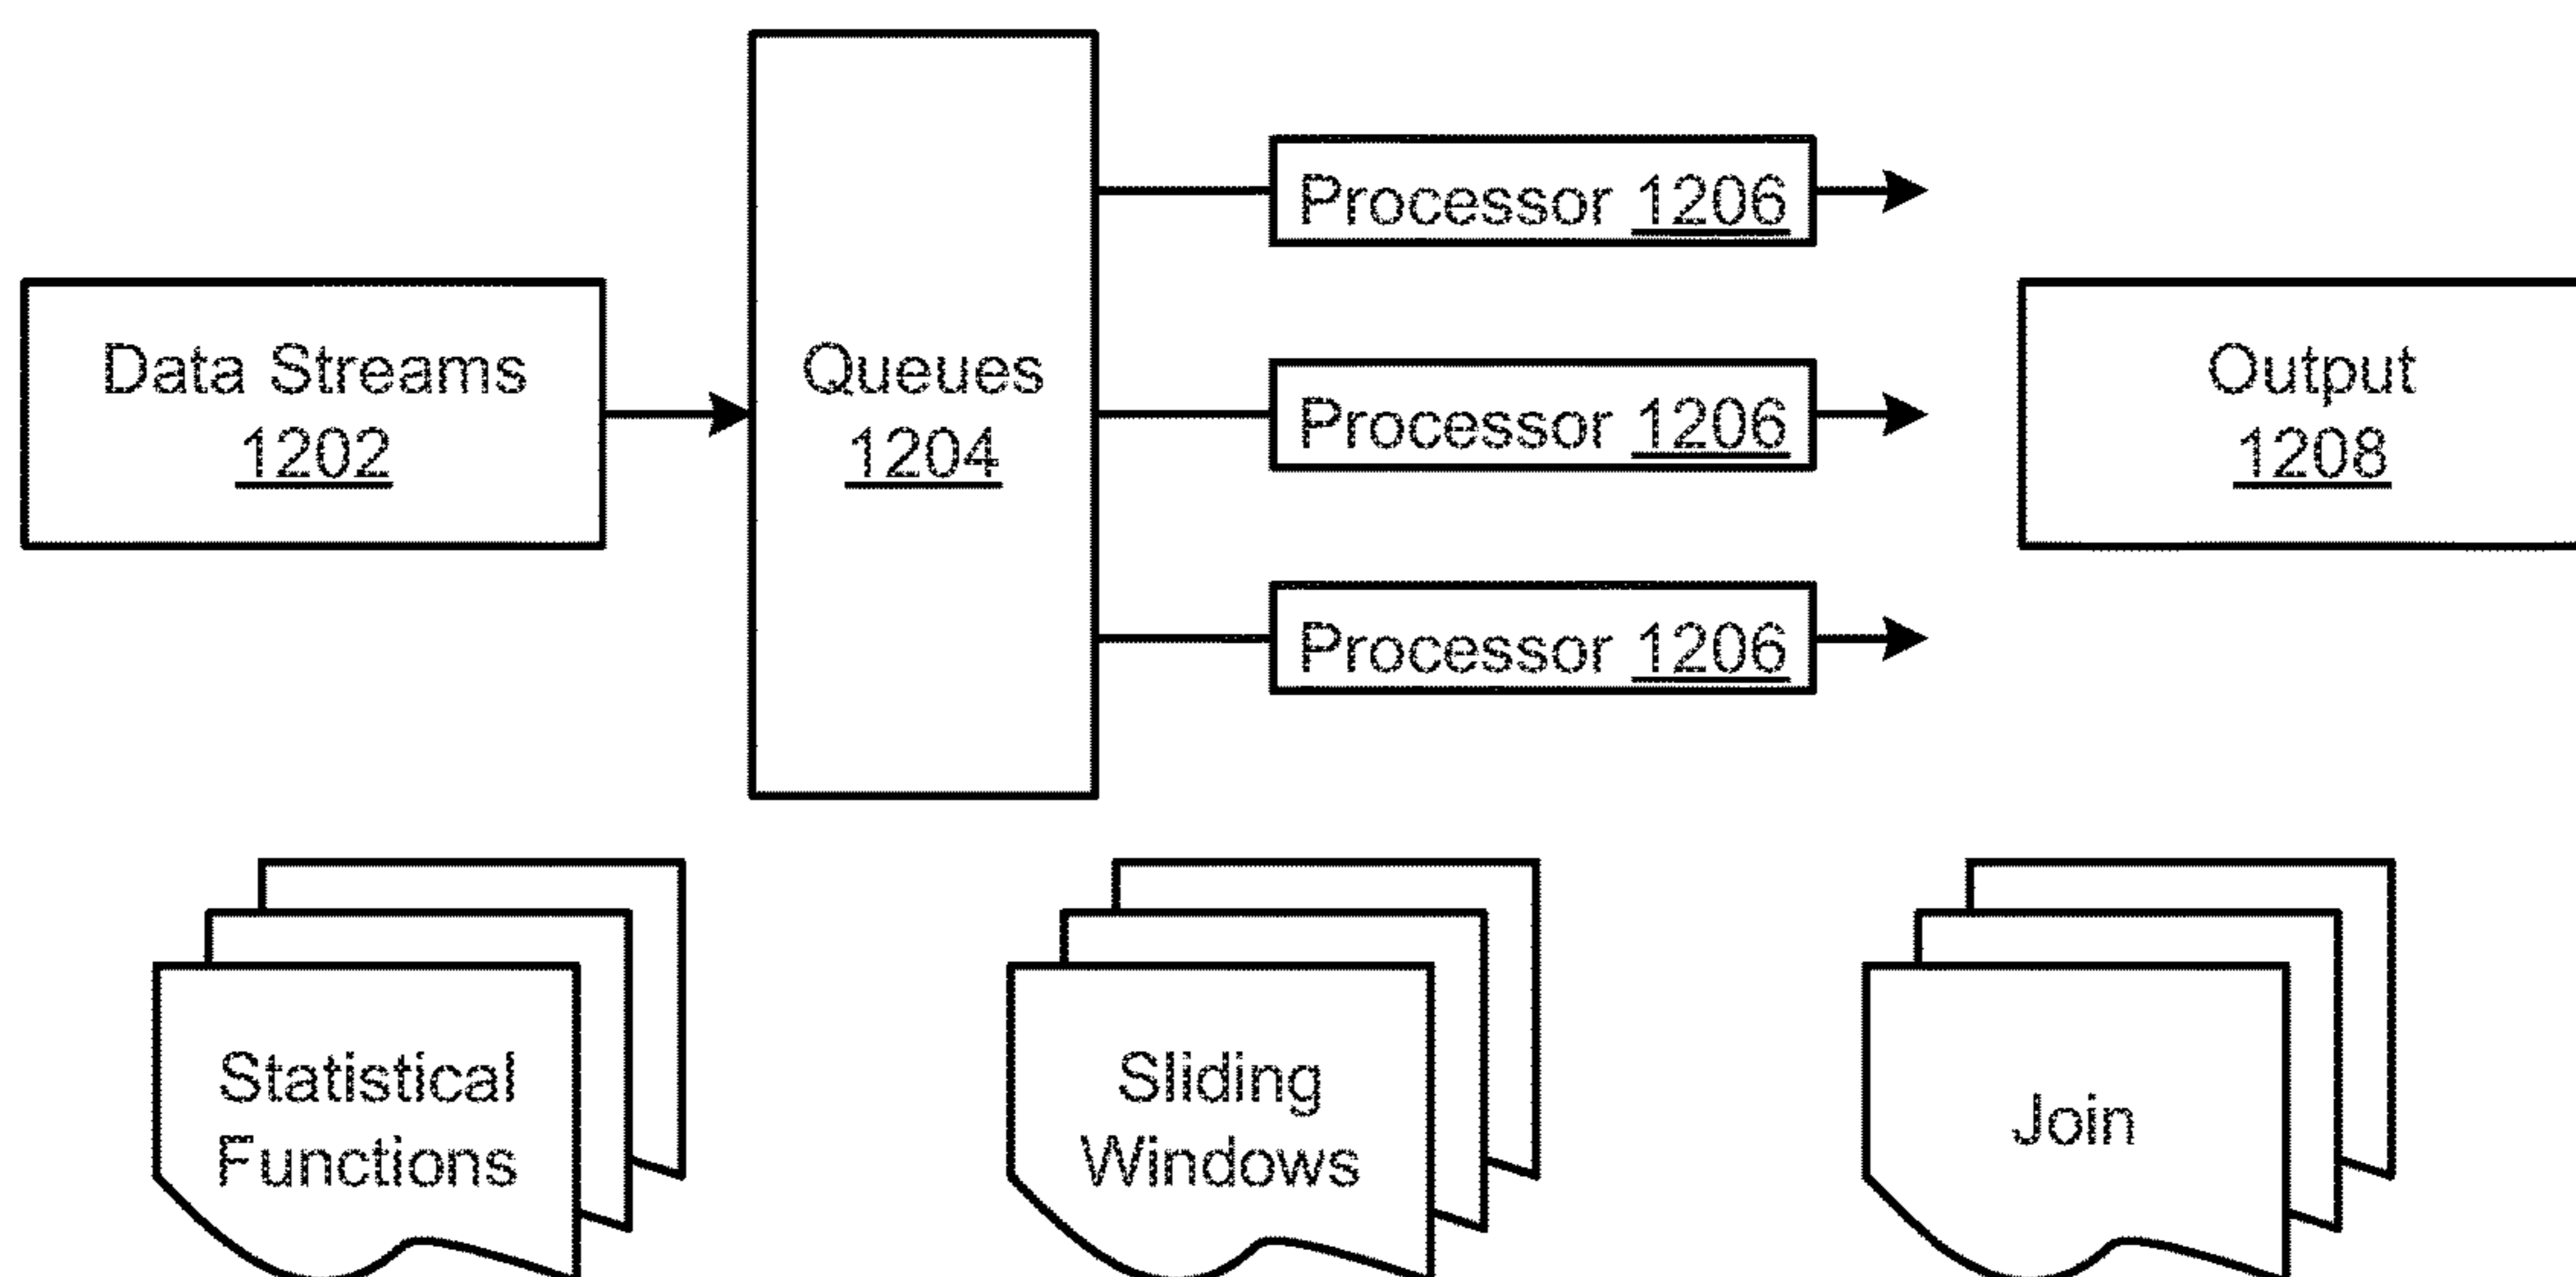 Processor 1206
Data Streams
1202
Queues
1204
Processor 1206
Output
1208
Processor 1206
Statistical
Functions
Sliding
Windows
Join